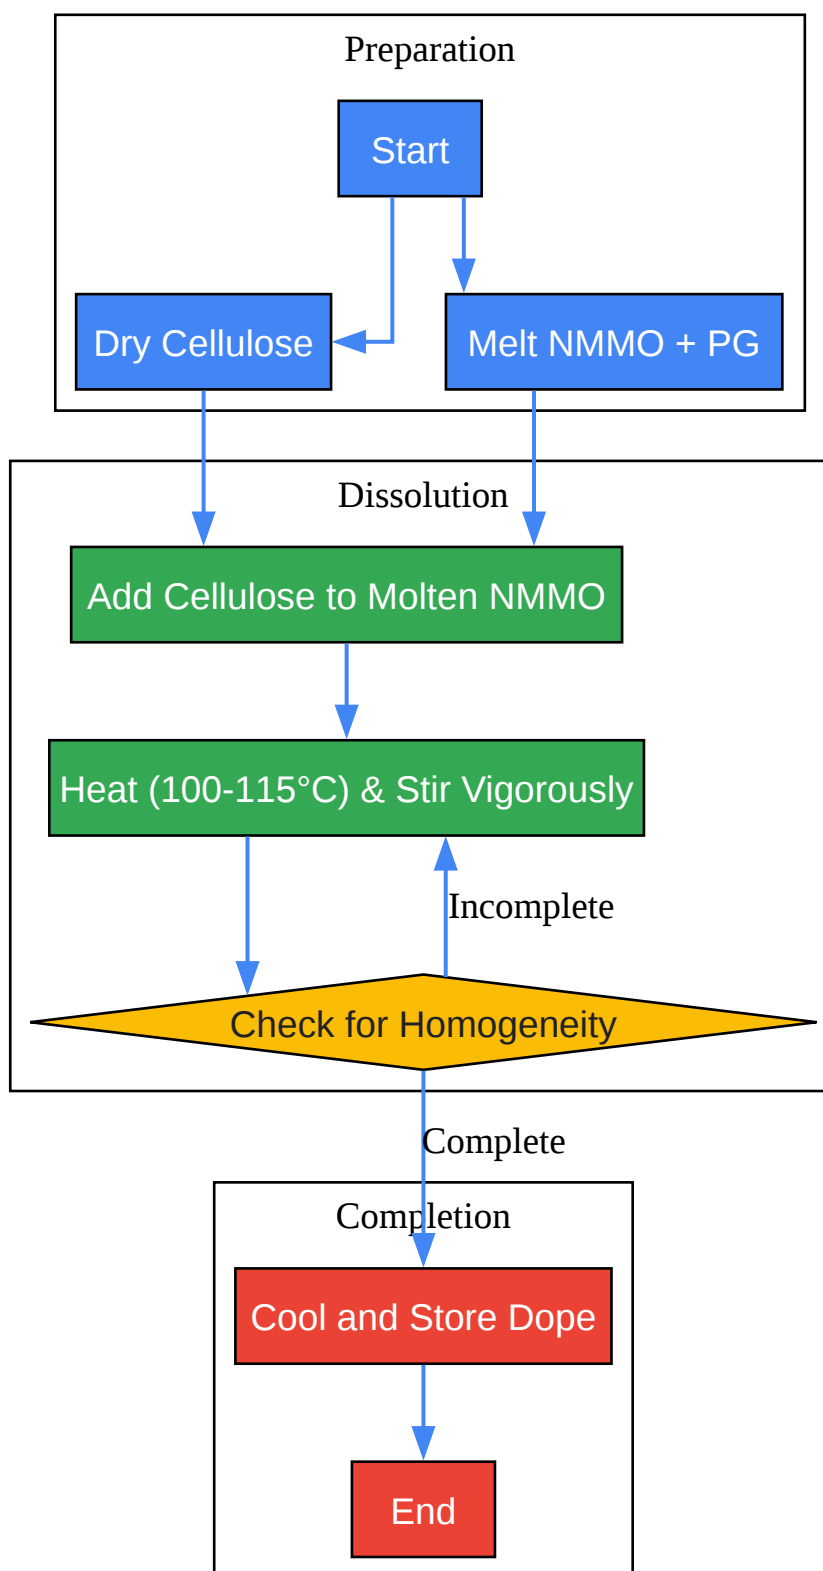 Preparation
Start
Dry Cellulose
Melt NMMO + PG
Dissolution
Add Cellulose to Molten NMMO
Heat (100-115°C) & Stir Vigorously
Incomplete
Check for Homogeneity
Complete
Completion
Cool and Store Dope
End